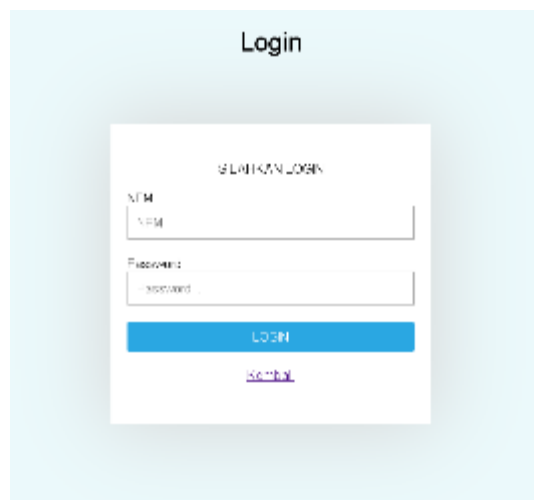 Login
SILAHKAN LOGIN
NPM
NPM
Password
Password...
LOGIN
Kembali